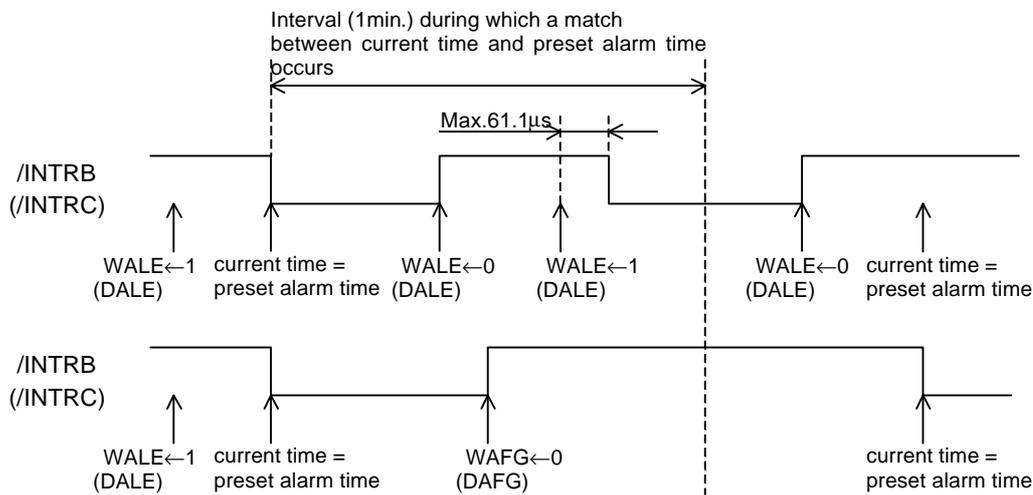 Interval (1min.) during which a match
between current time and preset alarm time
occurs
Max.61.1μs
/INTRB
(/INTRC)
WALE←1
(DALE)
current time =
preset alarm time
WALE←0
(DALE)
WALE←1
(DALE)
WALE←0
(DALE)
current time =
preset alarm time
/INTRB
(/INTRC)
WALE←1
(DALE)
current time =
preset alarm time
WAFG←0
(DAFG)
current time =
preset alarm time